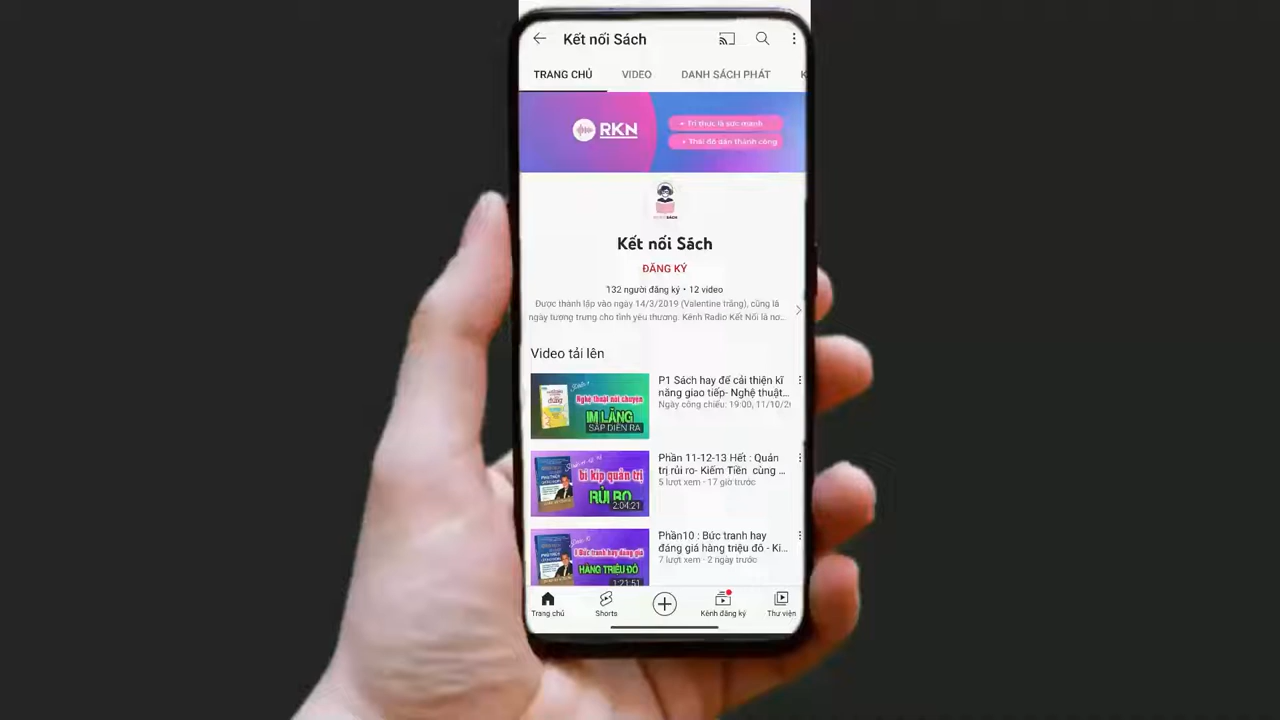 Kết nối Sách
TRANG CHỦ
VIDEO
DANH SÁCH PHÁT
K
RKN
+ Tri thức là sức mạnh
+ Thái độ dẫn thành công
SÁCH
Kết nối Sách
ĐĂNG KÝ
132 người đăng ký • 12 video
Được thành lập vào ngày 14/3/2019 (Valentine trắng), cũng là
ngày tượng trưng cho tình yêu thương. Kênh Radio Kết Nối là nơ...
Video tải lên
Nghệ thuật nói chuyện
IM LẶNG
SẮP DIỄN RA
P1 Sách hay để cải thiện kĩ
năng giao tiếp- Nghệ thuật...
Ngày công chiếu: 19:00, 11/10/2
bí kíp quản trị
RỦI RO
2:04:21
Phần 11-12-13 Hết : Quản
trị rủi ro- Kiếm Tiền cùng ...
5 lượt xem - 17 giờ trước
Bức tranh hay đáng giá
HÀNG TRIỆU ĐÔ
1:21:51
Phần10 : Bức tranh hay
đáng giá hàng triệu đô - Ki...
7 lượt xem - 2 ngày trước
Trang chủ
Shorts
Kênh đăng ký
Thư viện